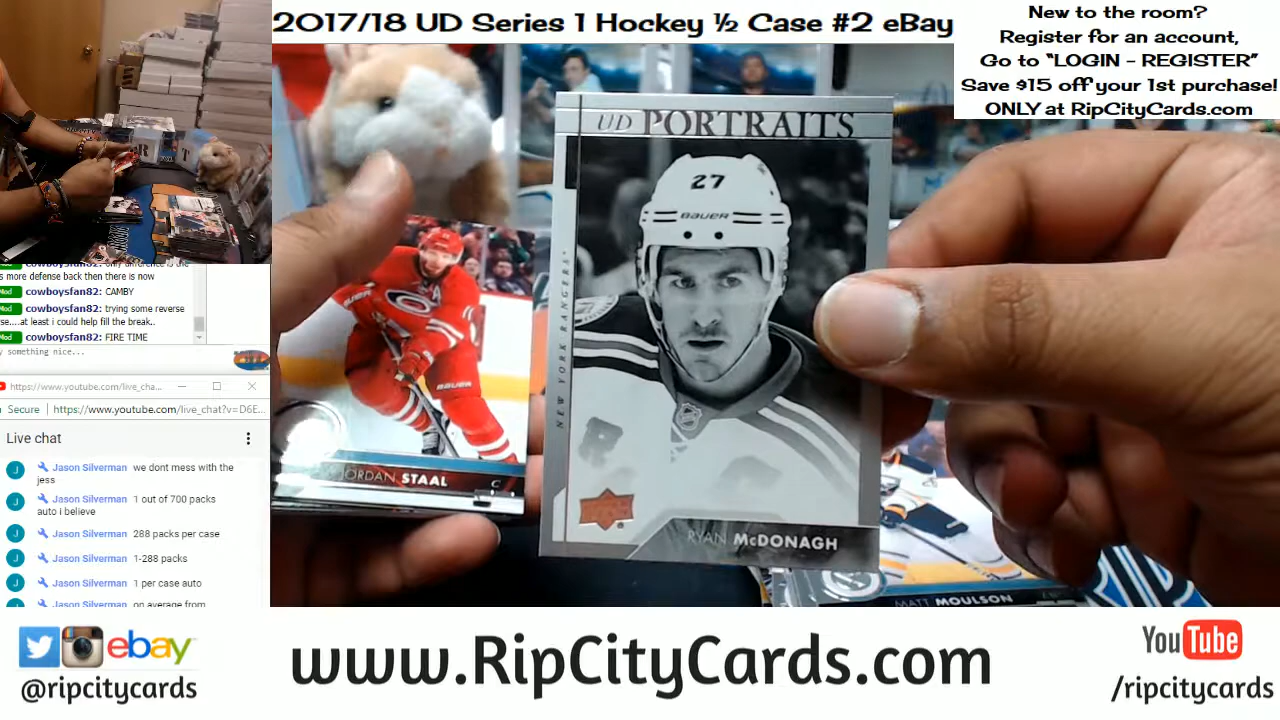 2017/18 UD Series 1 Hockey ½ Case #2 eBay
New to the room?
Register for an account,
Go to “LOGIN - REGISTER”
Save $15 off your 1st purchase!
ONLY at RipCityCards.com
UD PORTRAITS
27
BAUER
NEW YORK RANGERS
RYAN McDONAGH
A
BAUER
JORDAN STAAL
C
MATT MOULSON
s more defense back then there is now
cowboysfan82: CAMBY
cowboysfan82: trying some reverse
se....at least i could help fill the break..
cowboysfan82: FIRE TIME
y something nice...
https://www.youtube.com/live_cha...
Secure https://www.youtube.com/live_chat?v=D6E...
Live chat
J Jason Silverman we dont mess with the
jess
J Jason Silverman 1 out of 700 packs
auto i believe
J Jason Silverman 288 packs per case
J Jason Silverman 1-288 packs
J Jason Silverman 1 per case auto
Jason Silverman on average from
ebay
@ripcitycards
www.RipCityCards.com
YouTube
/ripcitycards